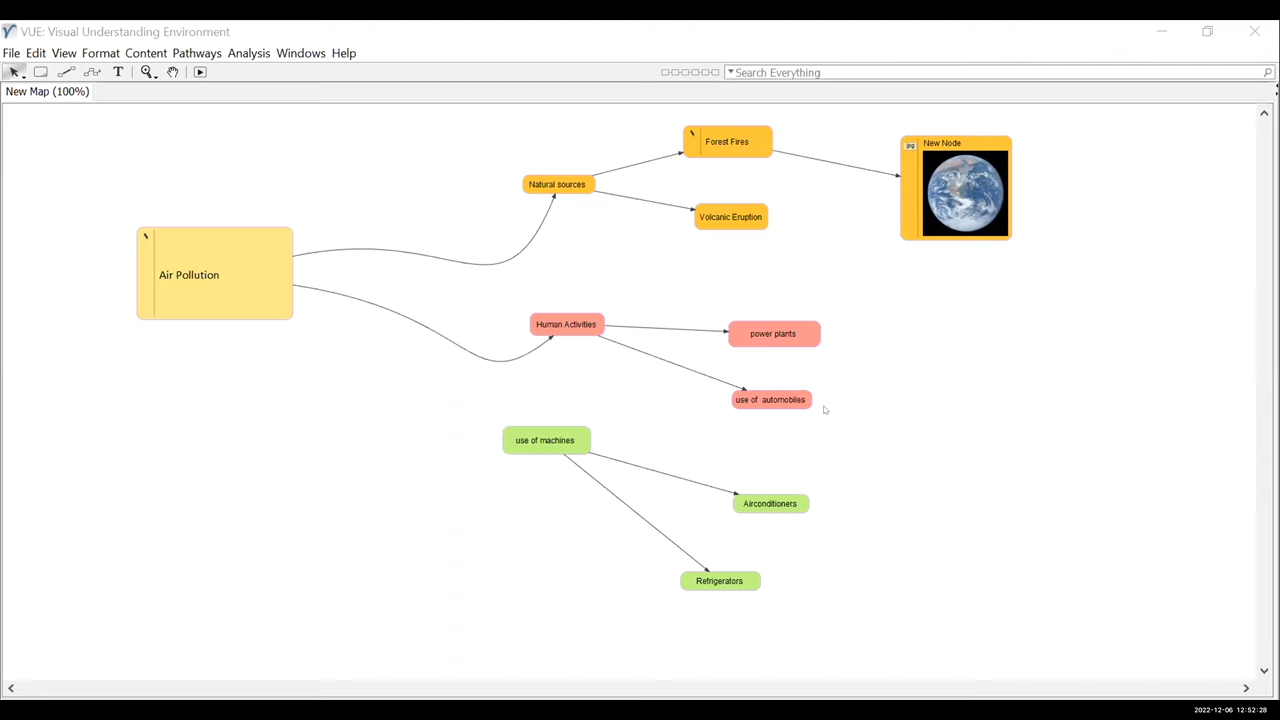 VUE: Visual Understanding Environment
File Edit View Format Content Pathways Analysis Windows Help
T
Search Everything
New Map (100%)
Forest Fires
jpg New Node
Natural sources
Volcanic Eruption
Air Pollution
Human Activities
power plants
use of  automobiles
use of machines
Airconditioners
Refrigerators
2022-12-06 12:52:28